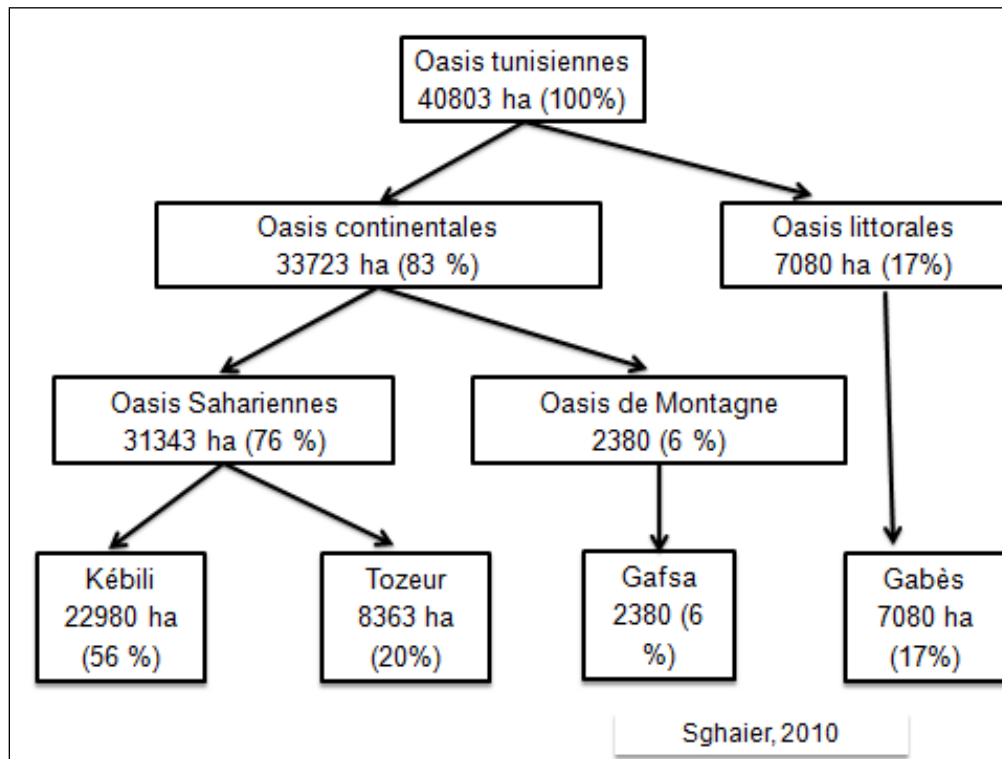 Oasis tunisiennes
40803 ha (100%)
Oasis continentales
33723 ha (83 %)
Oasis littorales
7080 ha (17%)
Oasis Sahariennes
31343 ha (76 %)
Oasis de Montagne
2380 (6 %)
Kébili
22980 ha
(56 %)
Tozeur
8363 ha
(20%)
Gafsa
2380 (6
%)
Gabès
7080 ha
(17%)
Sghaier, 2010